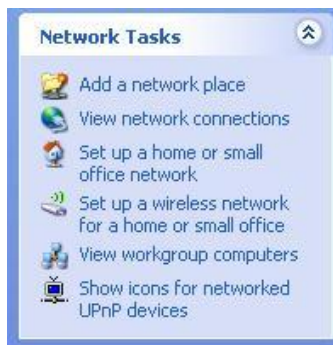 Network Tasks
Add a network place
View network connections
Set up a home or small
office network
Set up a wireless network
for a home or small office
View workgroup computers
Show icons for networked
UPnP devices